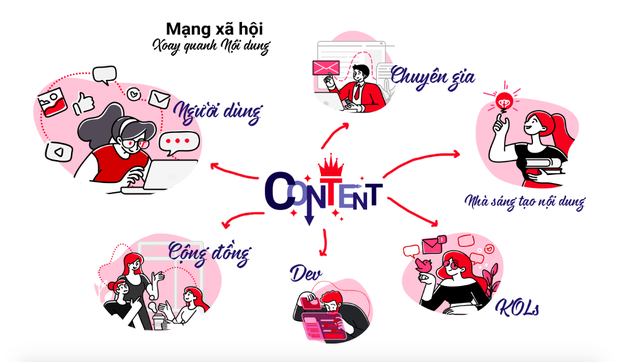 Mạng xã hội
Xoay quanh Nội dung
Chuyên gia
Người dùng
CONTENT
Nhà sáng tạo nội dung
Cộng đồng
Dev
KOLs